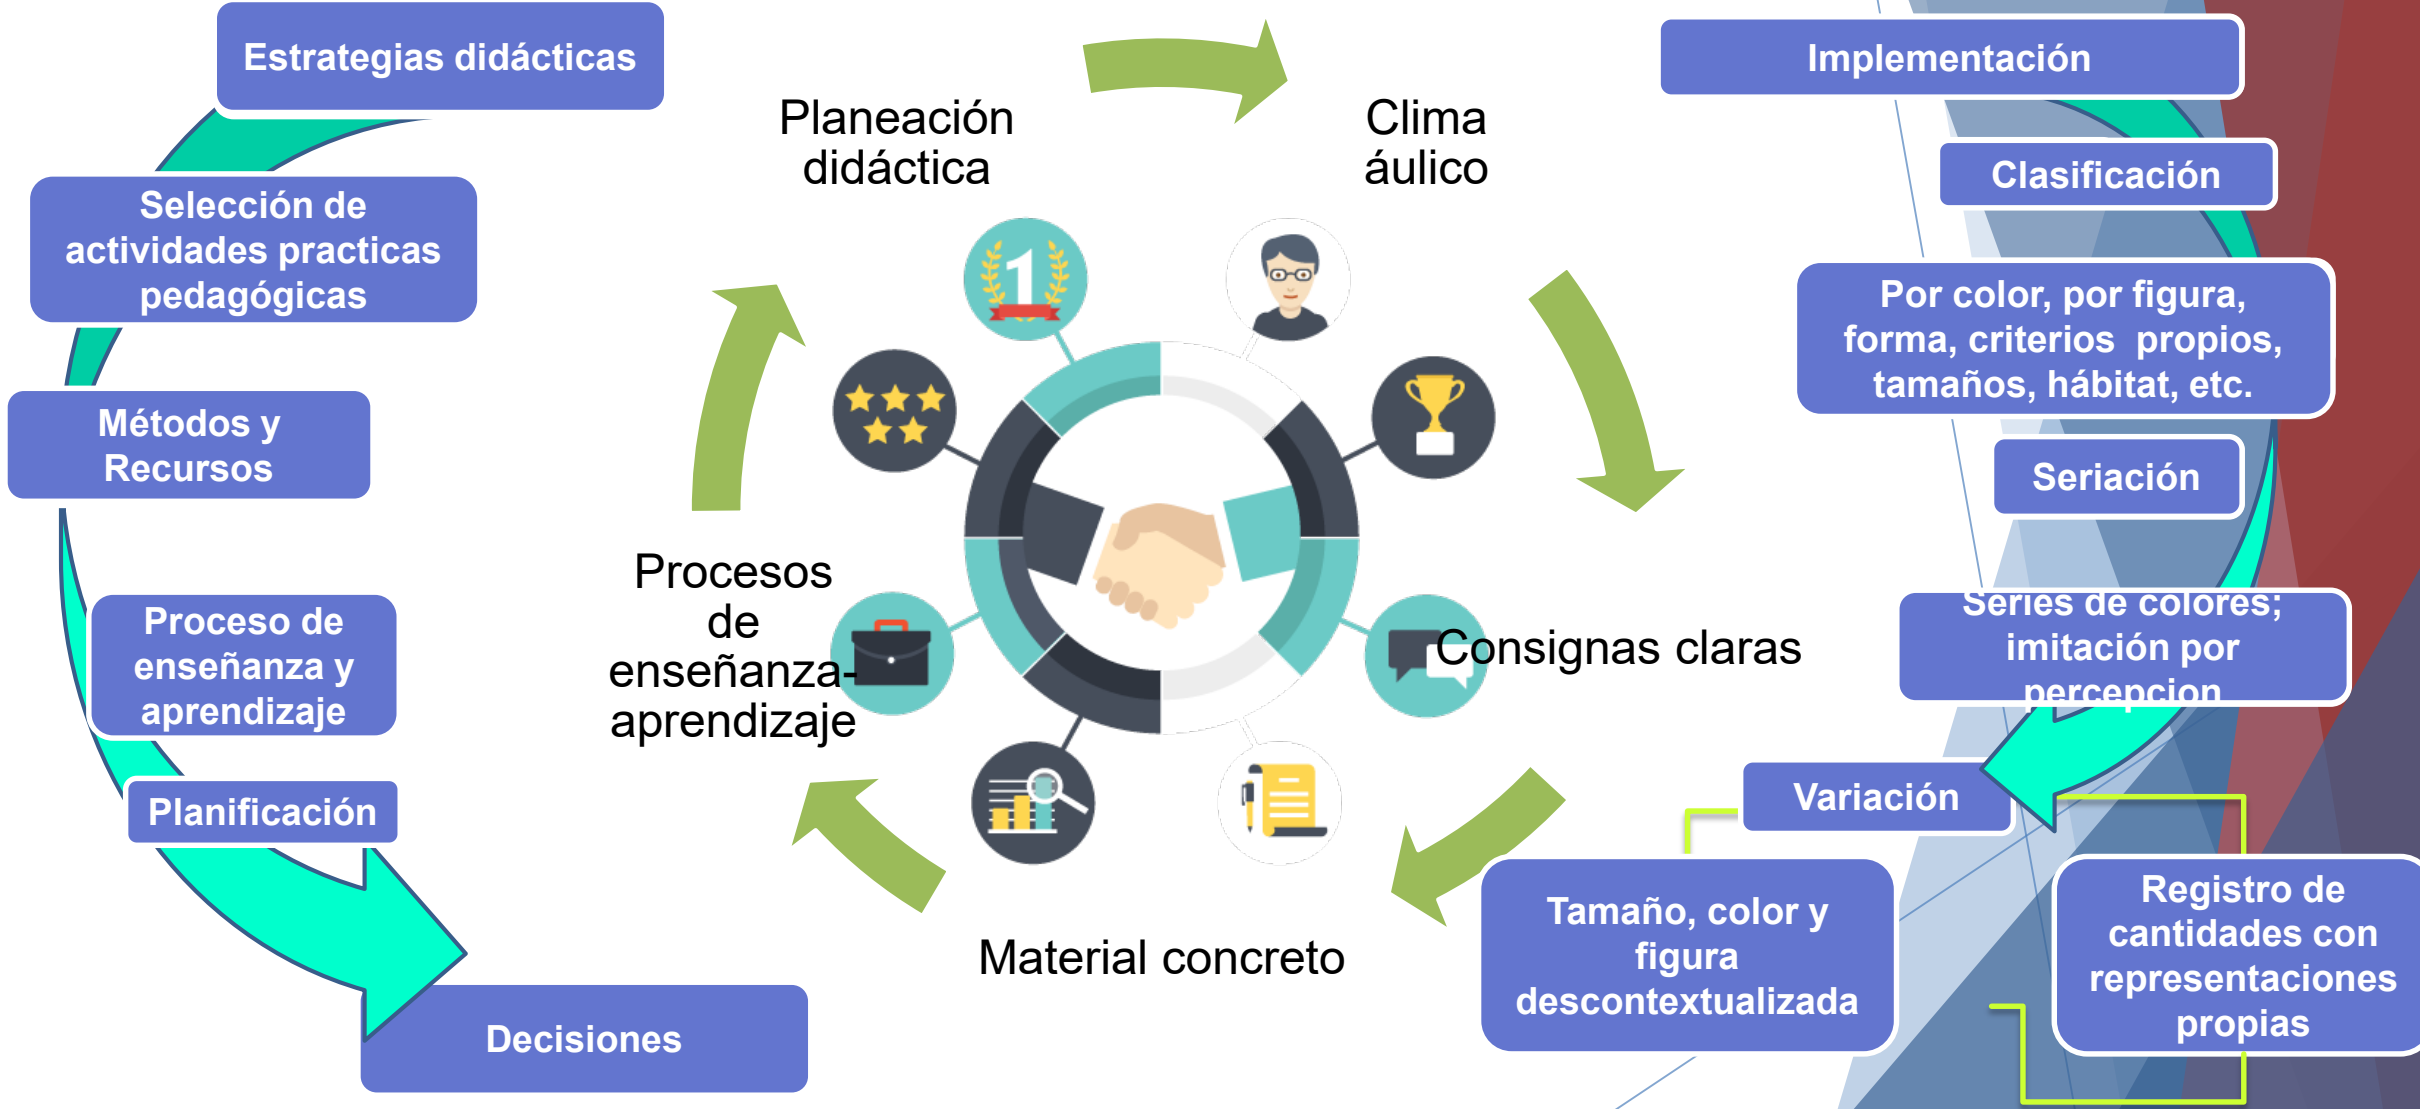 Estrategias didácticas
Selección de
actividades practicas
pedagógicas
Métodos y
Recursos
Proceso de
enseñanza y
aprendizaje
Planificación
Decisiones
Planeación
didáctica
Clima
áulico
Consignas claras
Material concreto
Procesos
de
enseñanza-
aprendizaje
1
Implementación
Clasificación
Por color, por figura,
forma, criterios propios,
tamaños, hábitat, etc.
Seriación
Series de colores;
imitación por
percepcion
Variación
Tamaño, color y
figura
descontextualizada
Registro de
cantidades con
representaciones
propias